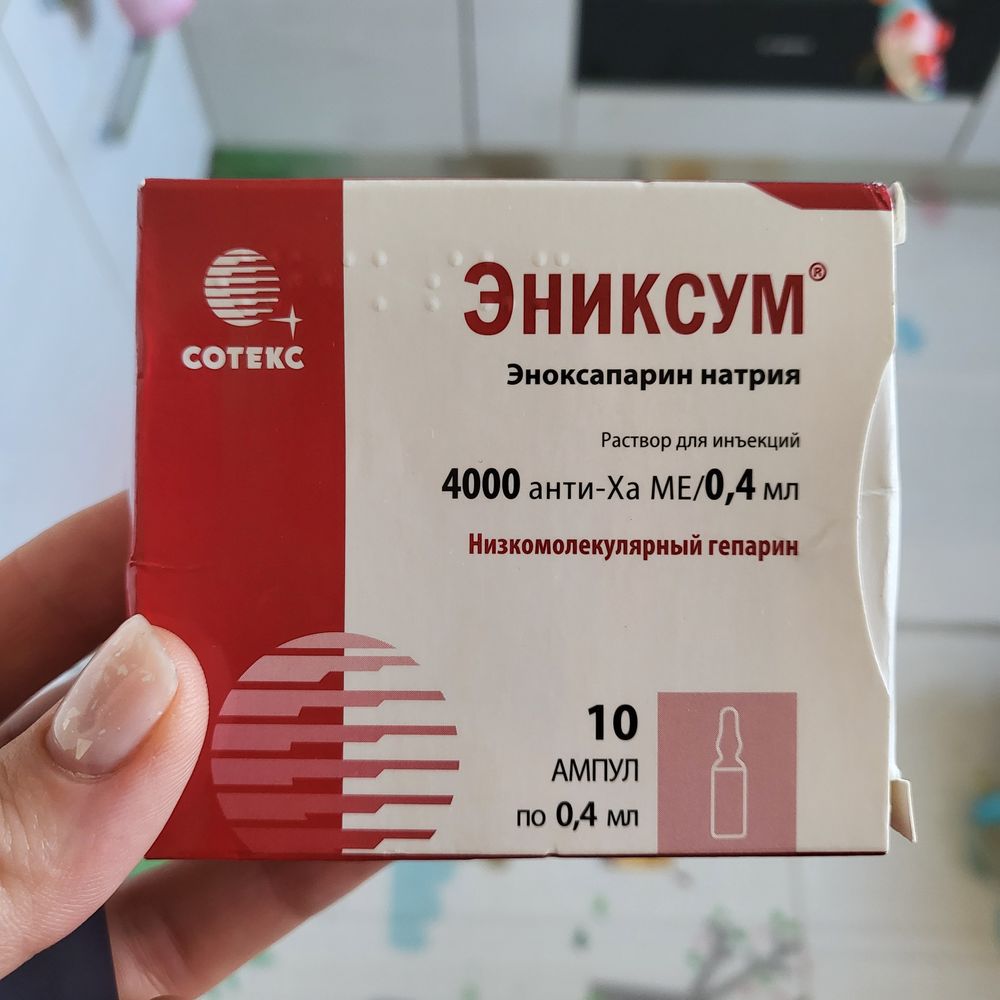 СОТЕКС
ЭНИКСУМ®
Эноксапарин натрия
Раствор для инъекций
4000 анти-Ха МЕ/0,4 мл
Низкомолекулярный гепарин
10
АМПУЛ
по 0,4 мл